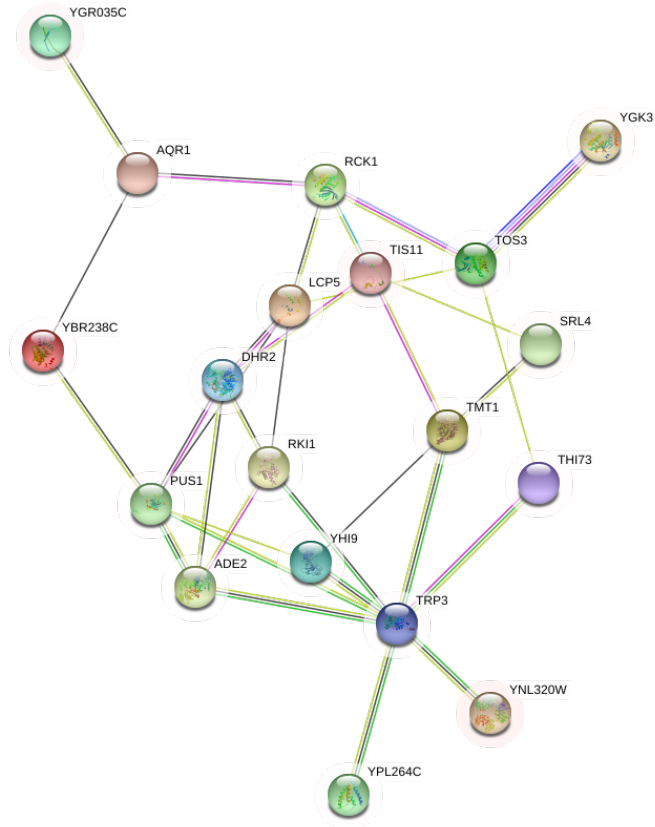 YGR035C
YGK3
AQR1
RCK1
TOS3
TIS11
LCP5
SRL4
YBR238C
DHR2
TMT1
RKI1
THI73
PUS1
YHI9
ADE2
TRP3
YNL320W
YPL264C